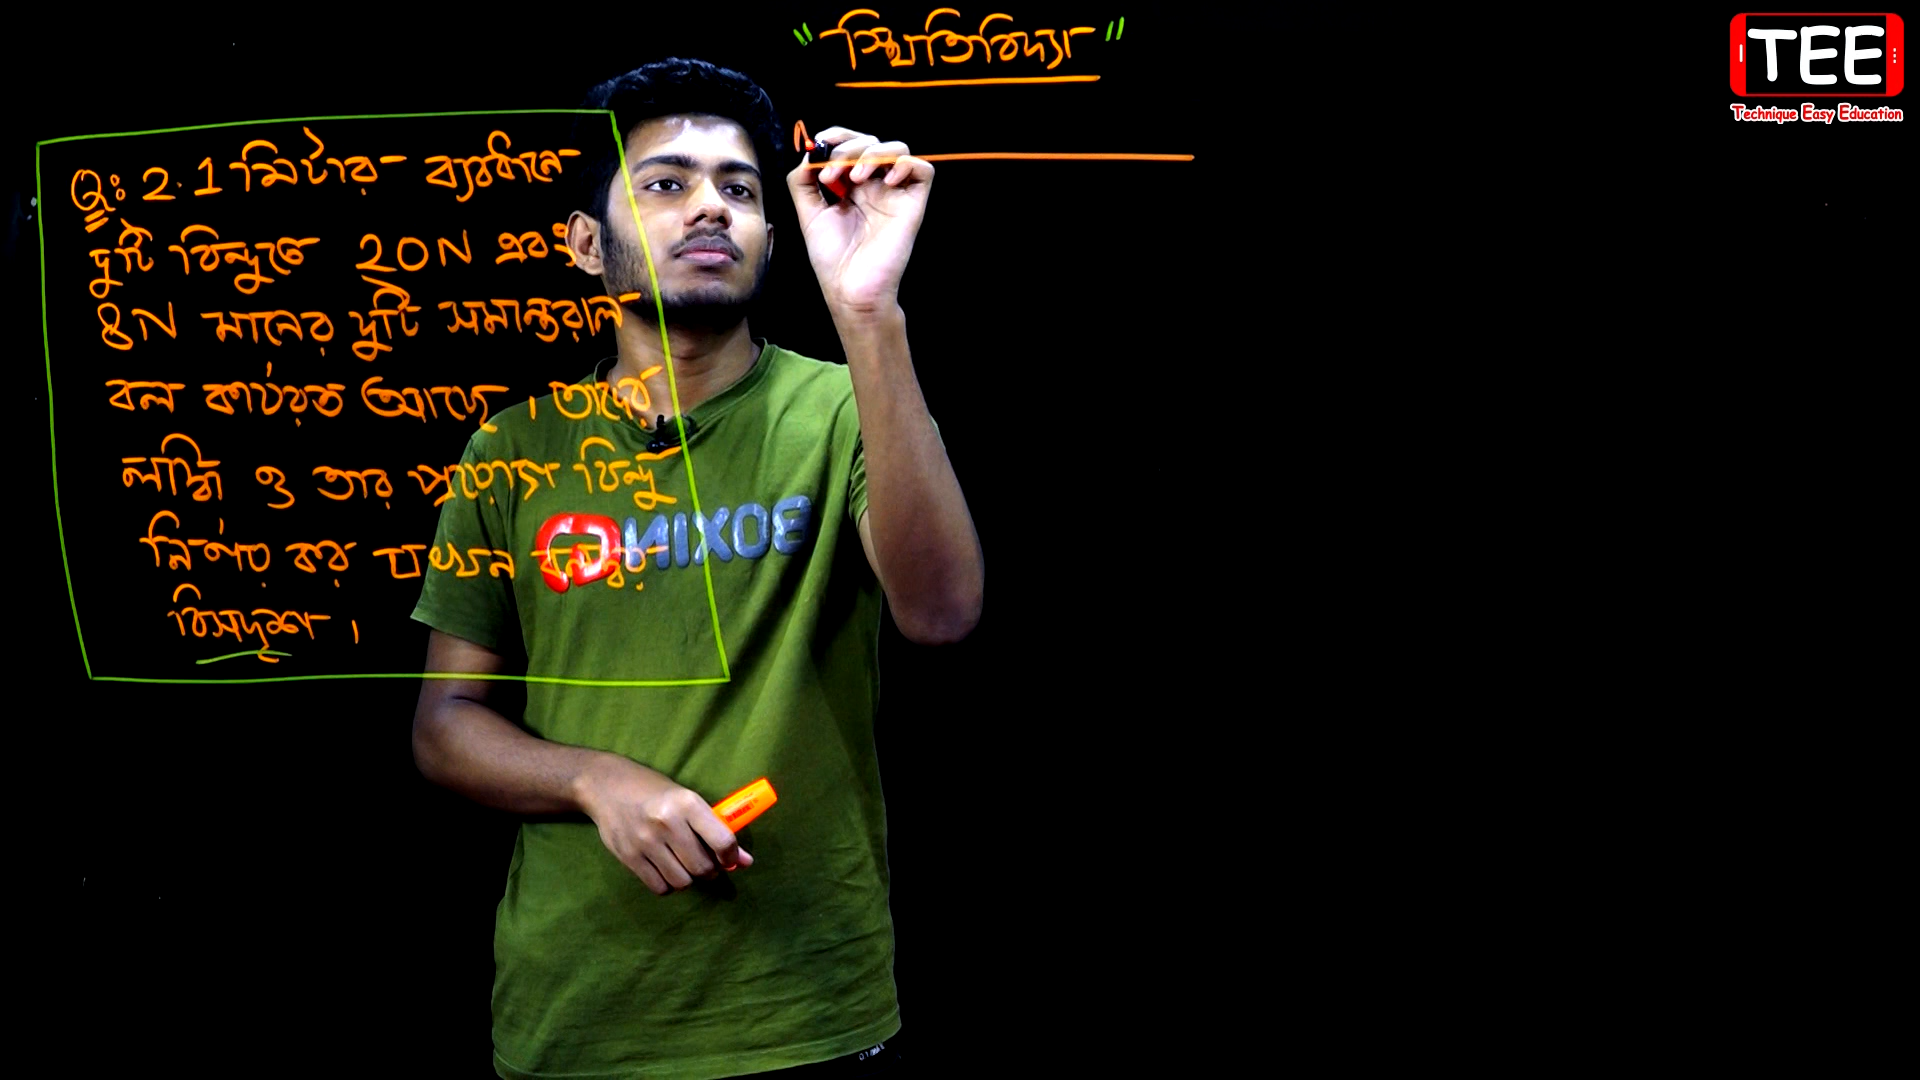 "স্থিতিবিদ্যা"
TEE
Technique Easy Education
Q: 2.1 মিটার ব্যবধানে
দুটি বিন্দুতে 20N এবং
8N মানের দুটি সমান্তরাল
বল কার্যরত আছে। তাদের
লব্ধি ও তার প্রয়োগ বিন্দু
নির্ণয় কর যখন বলদ্বয়
বিসদৃশ।
A
ONIXBOE